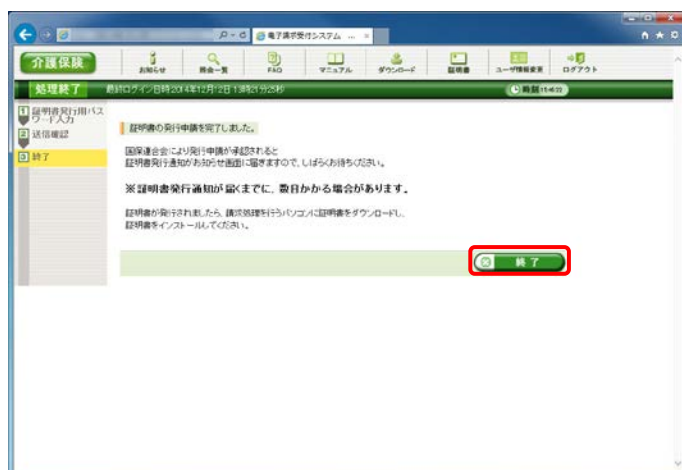 電子請求受付システム ...
介護保険
お知らせ
照会一覧
FAQ
マニュアル
ダウンロード
証明書
ユーザ情報変更
ログアウト
処理終了
最終ログイン日時2014年12月12日 13時21分25秒
1 証明書発行用パス
ワード入力
2 送信確認
3 終了
証明書の発行申請を完了しました。
国保連合会により発行申請が承認されると
証明書発行通知がお知らせ画面に届きますので、しばらくお待ちください。
※証明書発行通知が届くまでに、数日かかる場合があります。
証明書が発行されましたら、請求処理を行うパソコンに証明書をダウンロードし、
証明書をインストールしてください。
終了